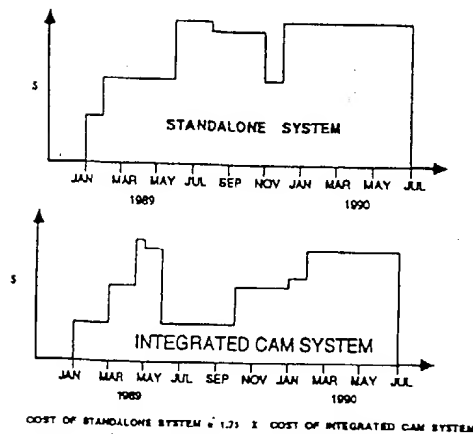 $
STANDALONE SYSTEM
JAN MAR MAY JUL SEP NOV JAN MAR MAY JUL
1989 1990
$
INTEGRATED CAM SYSTEM
JAN MAR MAY JUL SEP NOV JAN MAR MAY JUL
1989 1990
COST OF STANDALONE SYSTEM = 1.75 X COST OF INTEGRATED CAM SYSTEM